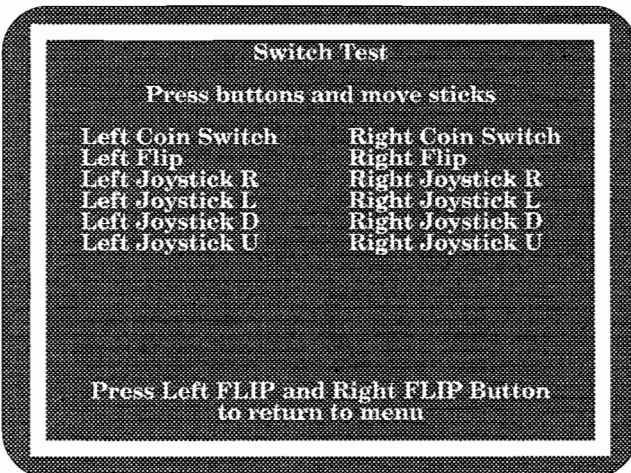 Switch Test
Press buttons and move sticks
Left Coin Switch Right Coin Switch
Left Flip Right Flip
Left Joystick R Right Joystick R
Left Joystick L Right Joystick L
Left Joystick D Right Joystick D
Left Joystick U Right Joystick U
Press Left FLIP and Right FLIP Button
to return to menu